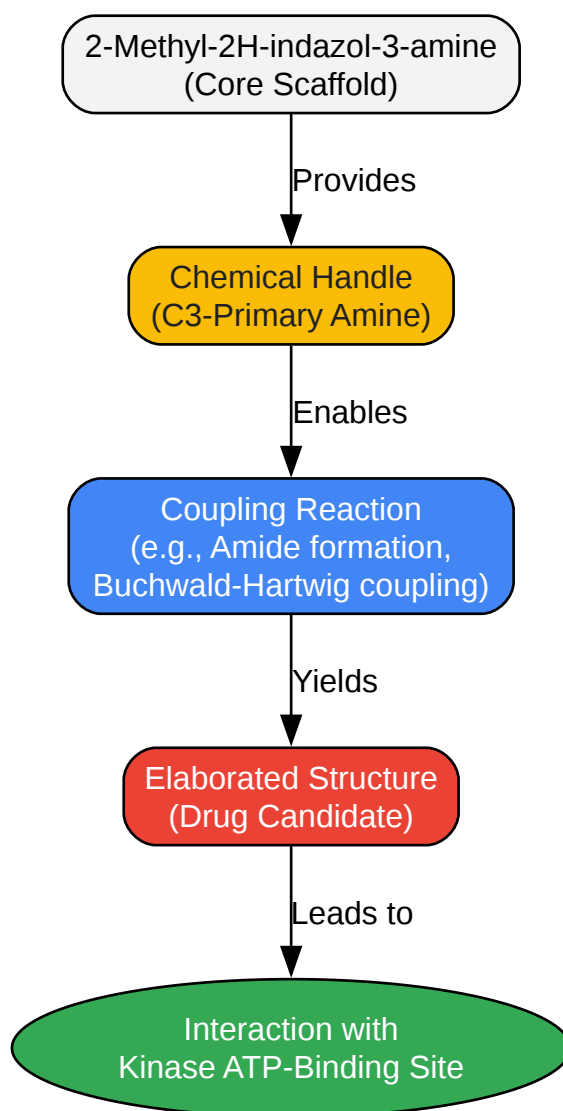 2-Methyl-2H-indazol-3-amine
(Core Scaffold)
Provides
Chemical Handle
(C3-Primary Amine)
Enables
Coupling Reaction
(e.g., Amide formation,
Buchwald-Hartwig coupling)
Yields
Elaborated Structure
(Drug Candidate)
Leads to
Interaction with
Kinase ATP-Binding Site